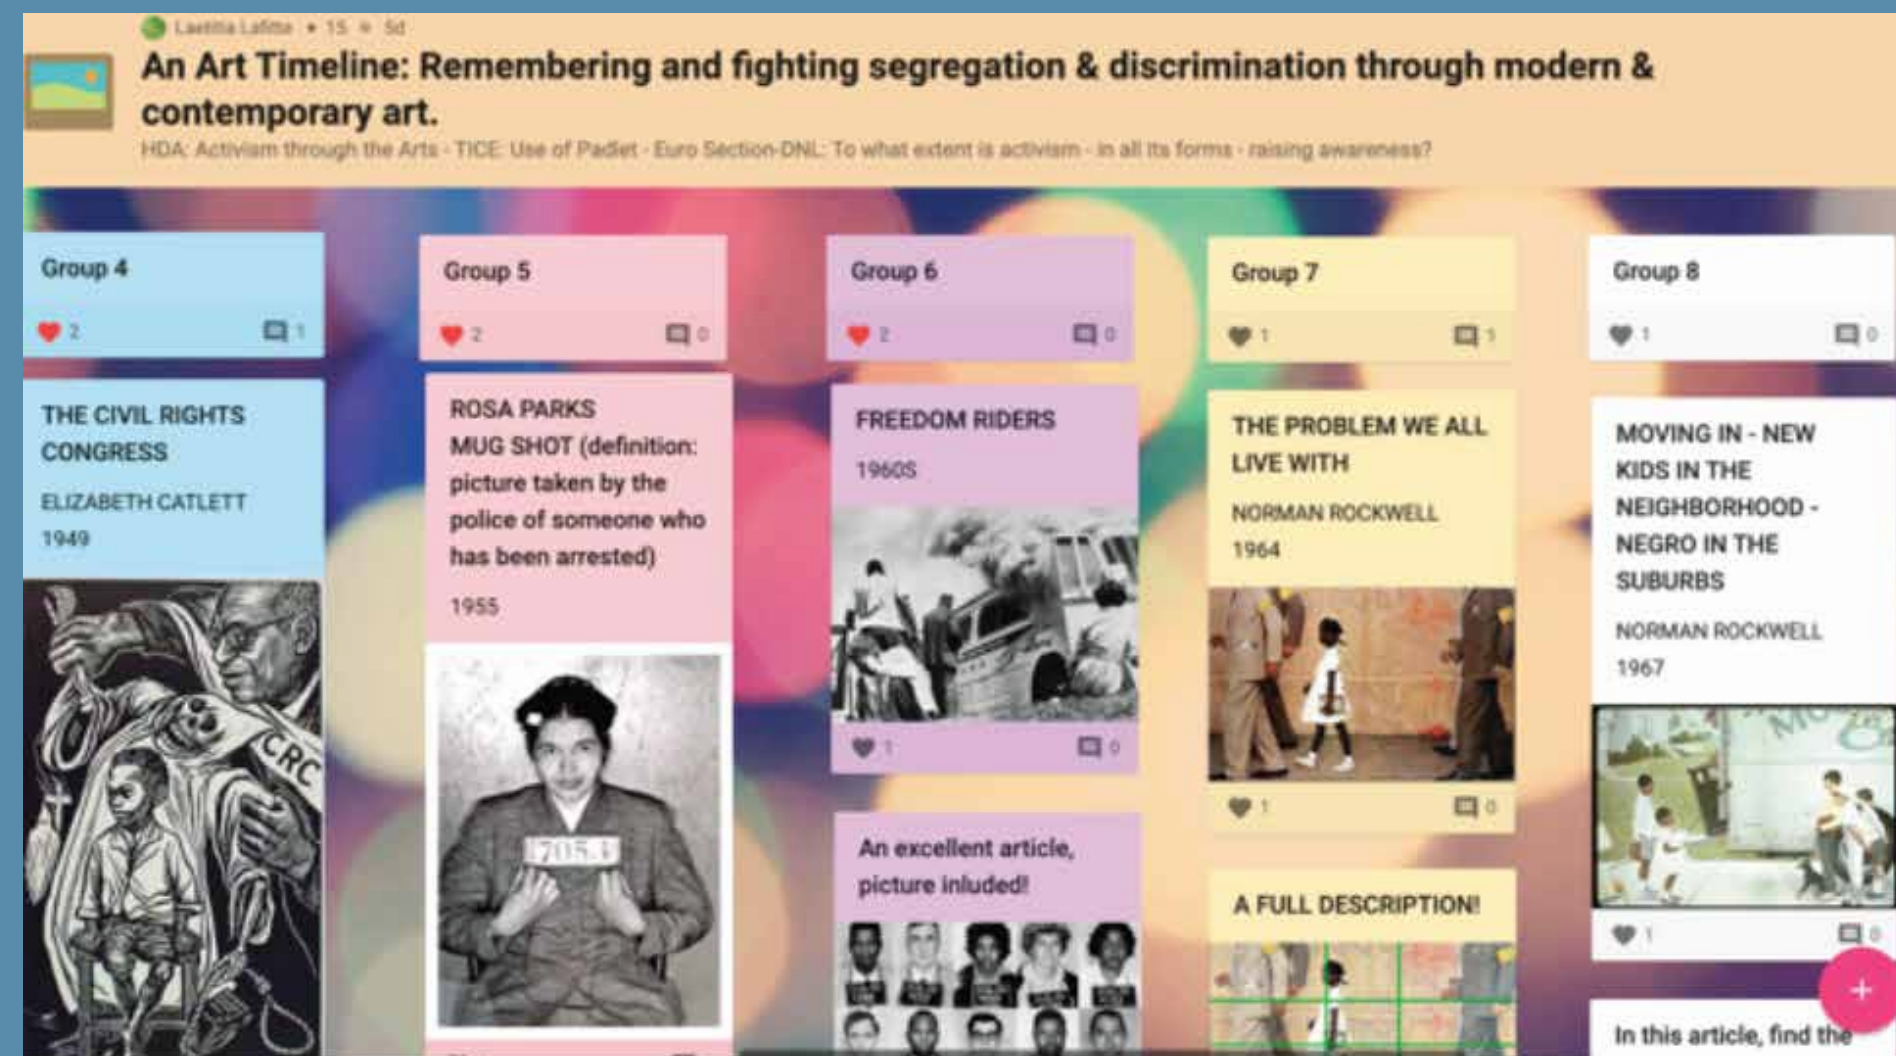 Laetitia Lafitte • 15 • 5d
An Art Timeline: Remembering and fighting segregation & discrimination through modern &
contemporary art.
HDA: Activism through the Arts - TICE: Use of Padlet - Euro Section-DNL: To what extent is activism - in all its forms - raising awareness?
Group 4
2 1
THE CIVIL RIGHTS
CONGRESS
ELIZABETH CATLETT
1949
CRC
Group 5
2 0
ROSA PARKS
MUG SHOT (definition:
picture taken by the
police of someone who
has been arrested)
1955
Group 6
2 0
FREEDOM RIDERS
1960S
1 0
An excellent article,
picture inluded!
Group 7
1 1
THE PROBLEM WE ALL
LIVE WITH
NORMAN ROCKWELL
1964
1 0
A FULL DESCRIPTION!
Group 8
1 0
MOVING IN - NEW
KIDS IN THE
NEIGHBORHOOD -
NEGRO IN THE
SUBURBS
NORMAN ROCKWELL
1967
1 0
In this article, find the